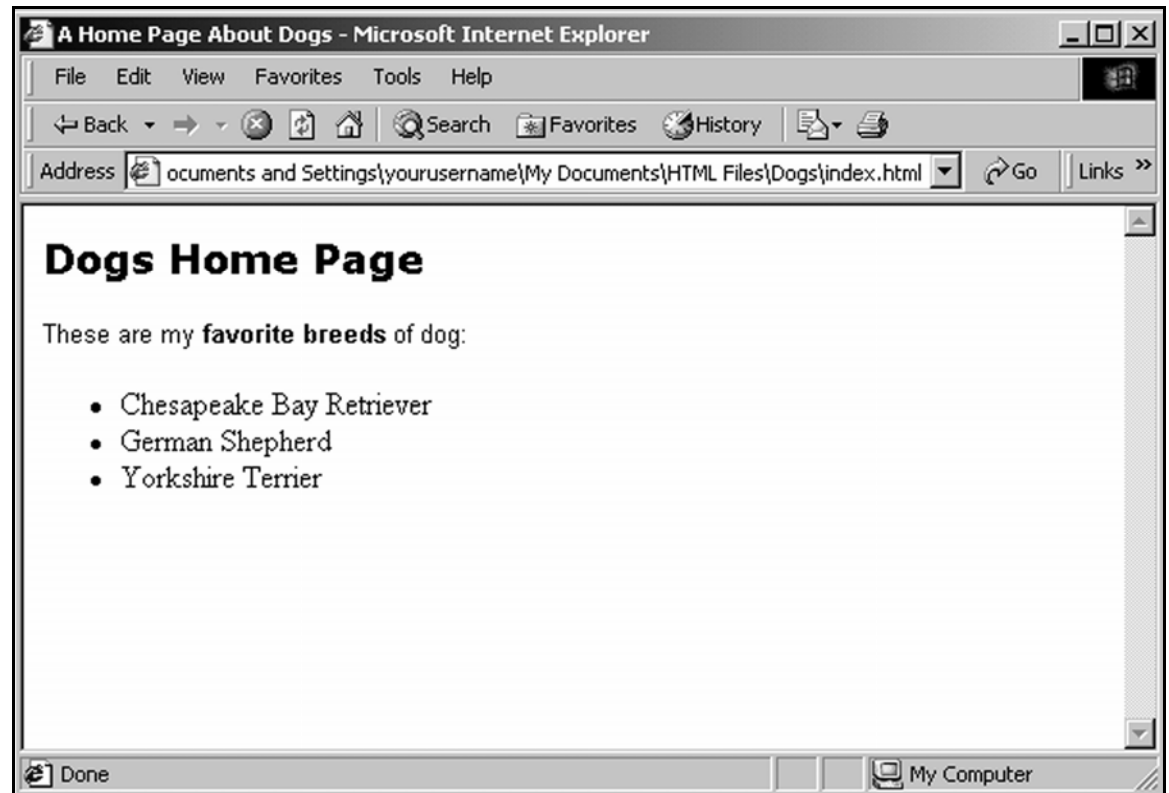 A Home Page About Dogs - Microsoft Internet Explorer
File Edit View Favorites Tools Help
Back Search Favorites History
Address ocuments and Settings\yourusername\My Documents\HTML Files\Dogs\index.html Go Links »
Dogs Home Page
These are my favorite breeds of dog:
• Chesapeake Bay Retriever
• German Shepherd
• Yorkshire Terrier
Done My Computer